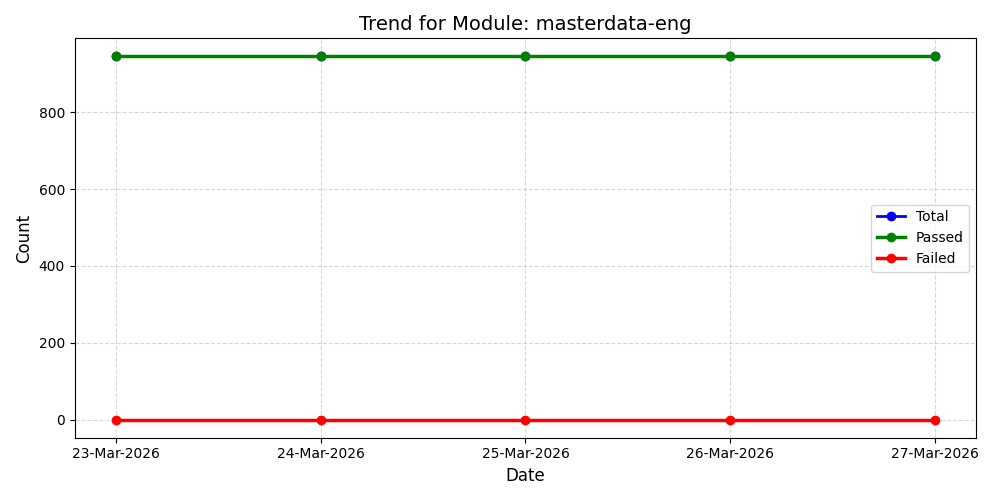 Trend for Module: masterdata-eng
Count
800
600
400
200
0
Total
Passed
Failed
23-Mar-2026 24-Mar-2026 25-Mar-2026 26-Mar-2026 27-Mar-2026
Date